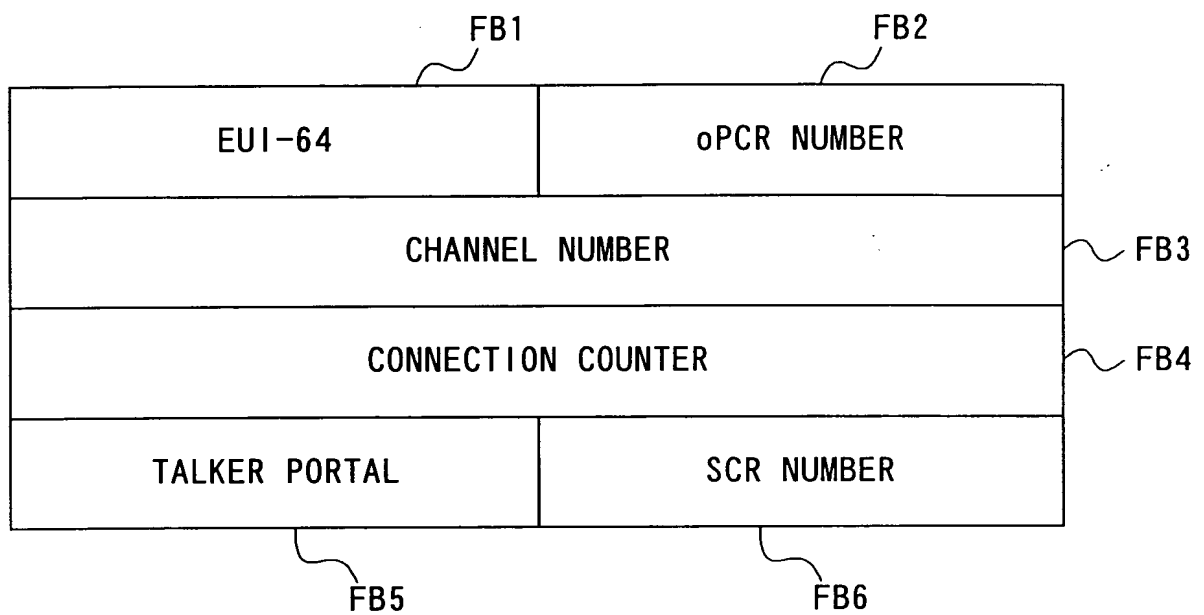 FB1
FB2
EUI-64
oPCR NUMBER
CHANNEL NUMBER
FB3
CONNECTION COUNTER
FB4
TALKER PORTAL
SCR NUMBER
FB5
FB6